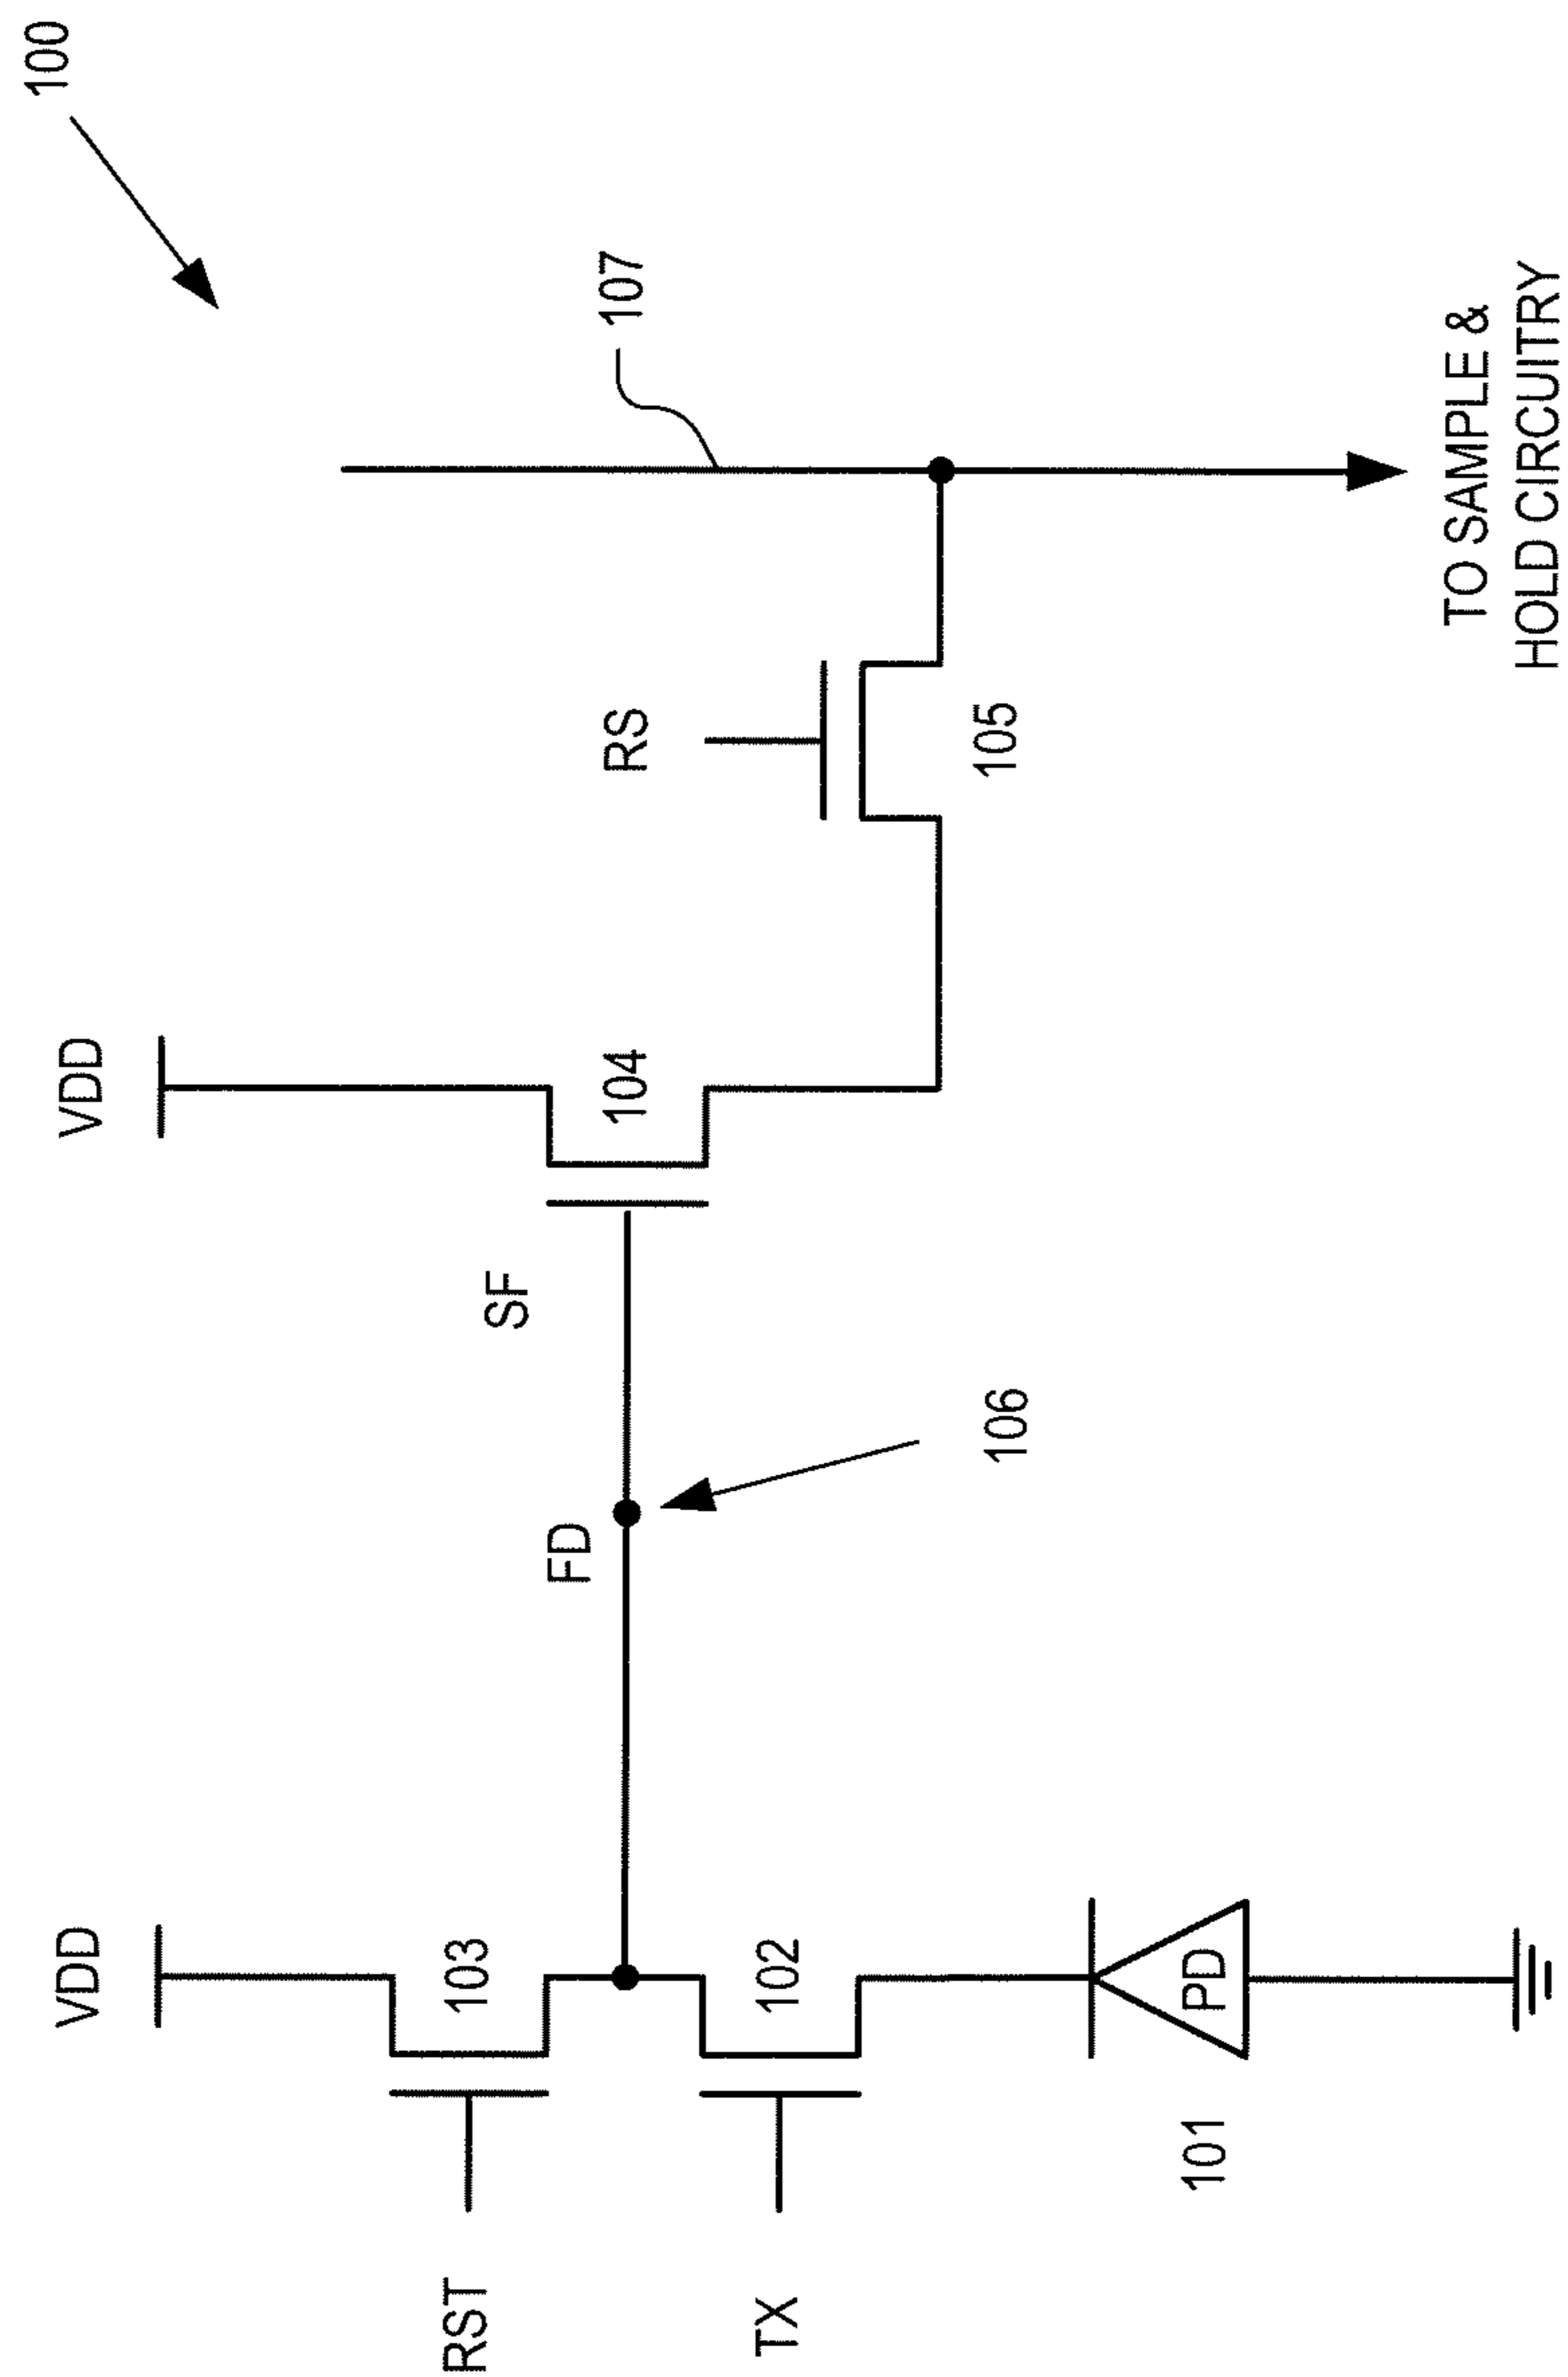 100
VDD
VDD
RST
103
SF
FD
104
RS
107
TX
102
106
105
101
PD
TO SAMPLE &
HOLD CIRCUITRY